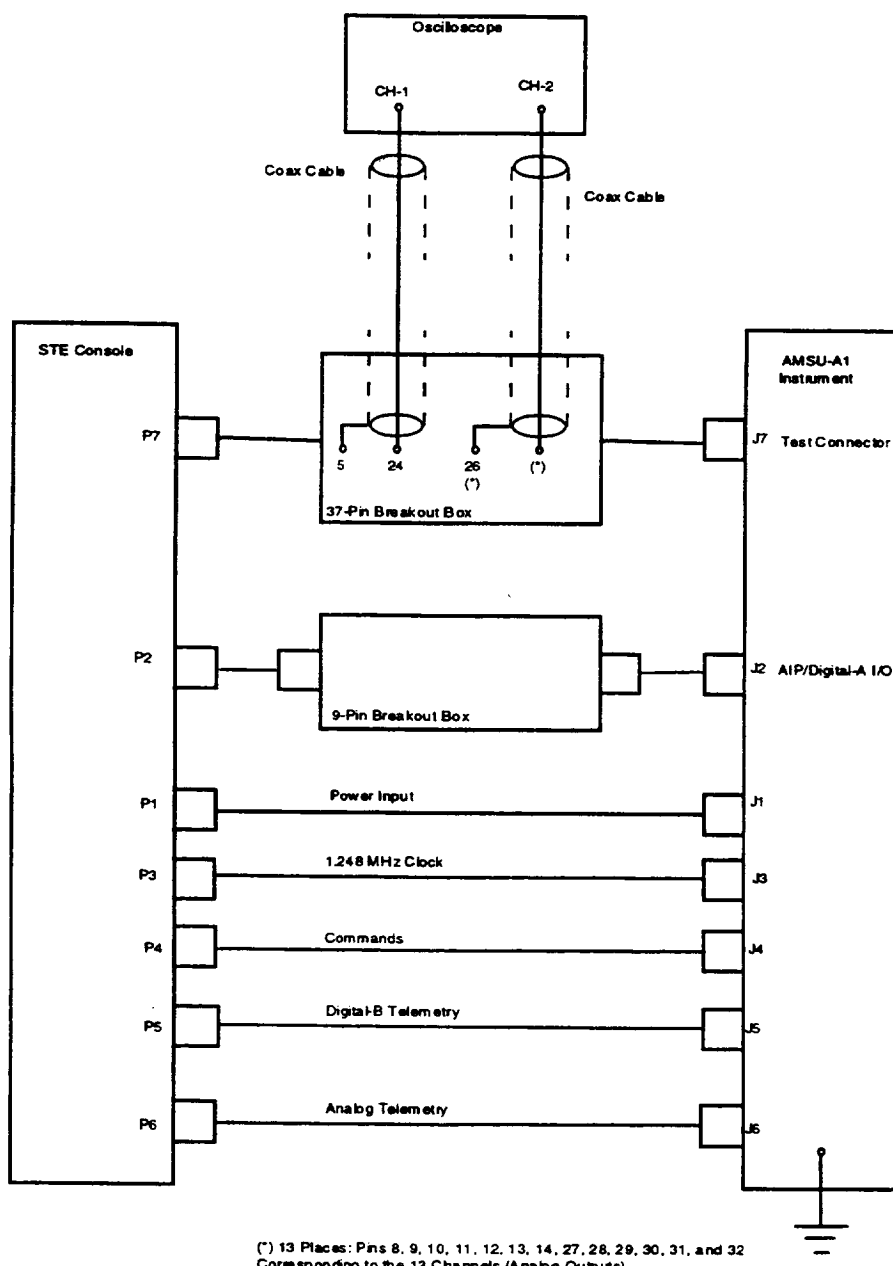 Oscilloscope
CH-1
CH-2
Coax Cable
Coax Cable
STE Console
AMSU-A1
Instrument
P7
5
24
26
(*)
(*)
37-Pin Breakout Box
J7
Test Connector
P2
9-Pin Breakout Box
J2
AIP/Digital-A I/O
P1
Power Input
J1
P3
1.248 MHz Clock
J3
P4
Commands
J4
P5
Digital-B Telemetry
J5
P6
Analog Telemetry
J6
(*) 13 Places: Pins 8, 9, 10, 11, 12, 13, 14, 27, 28, 29, 30, 31, and 32
Corresponding to the 13 Channels (Analog Outputs)